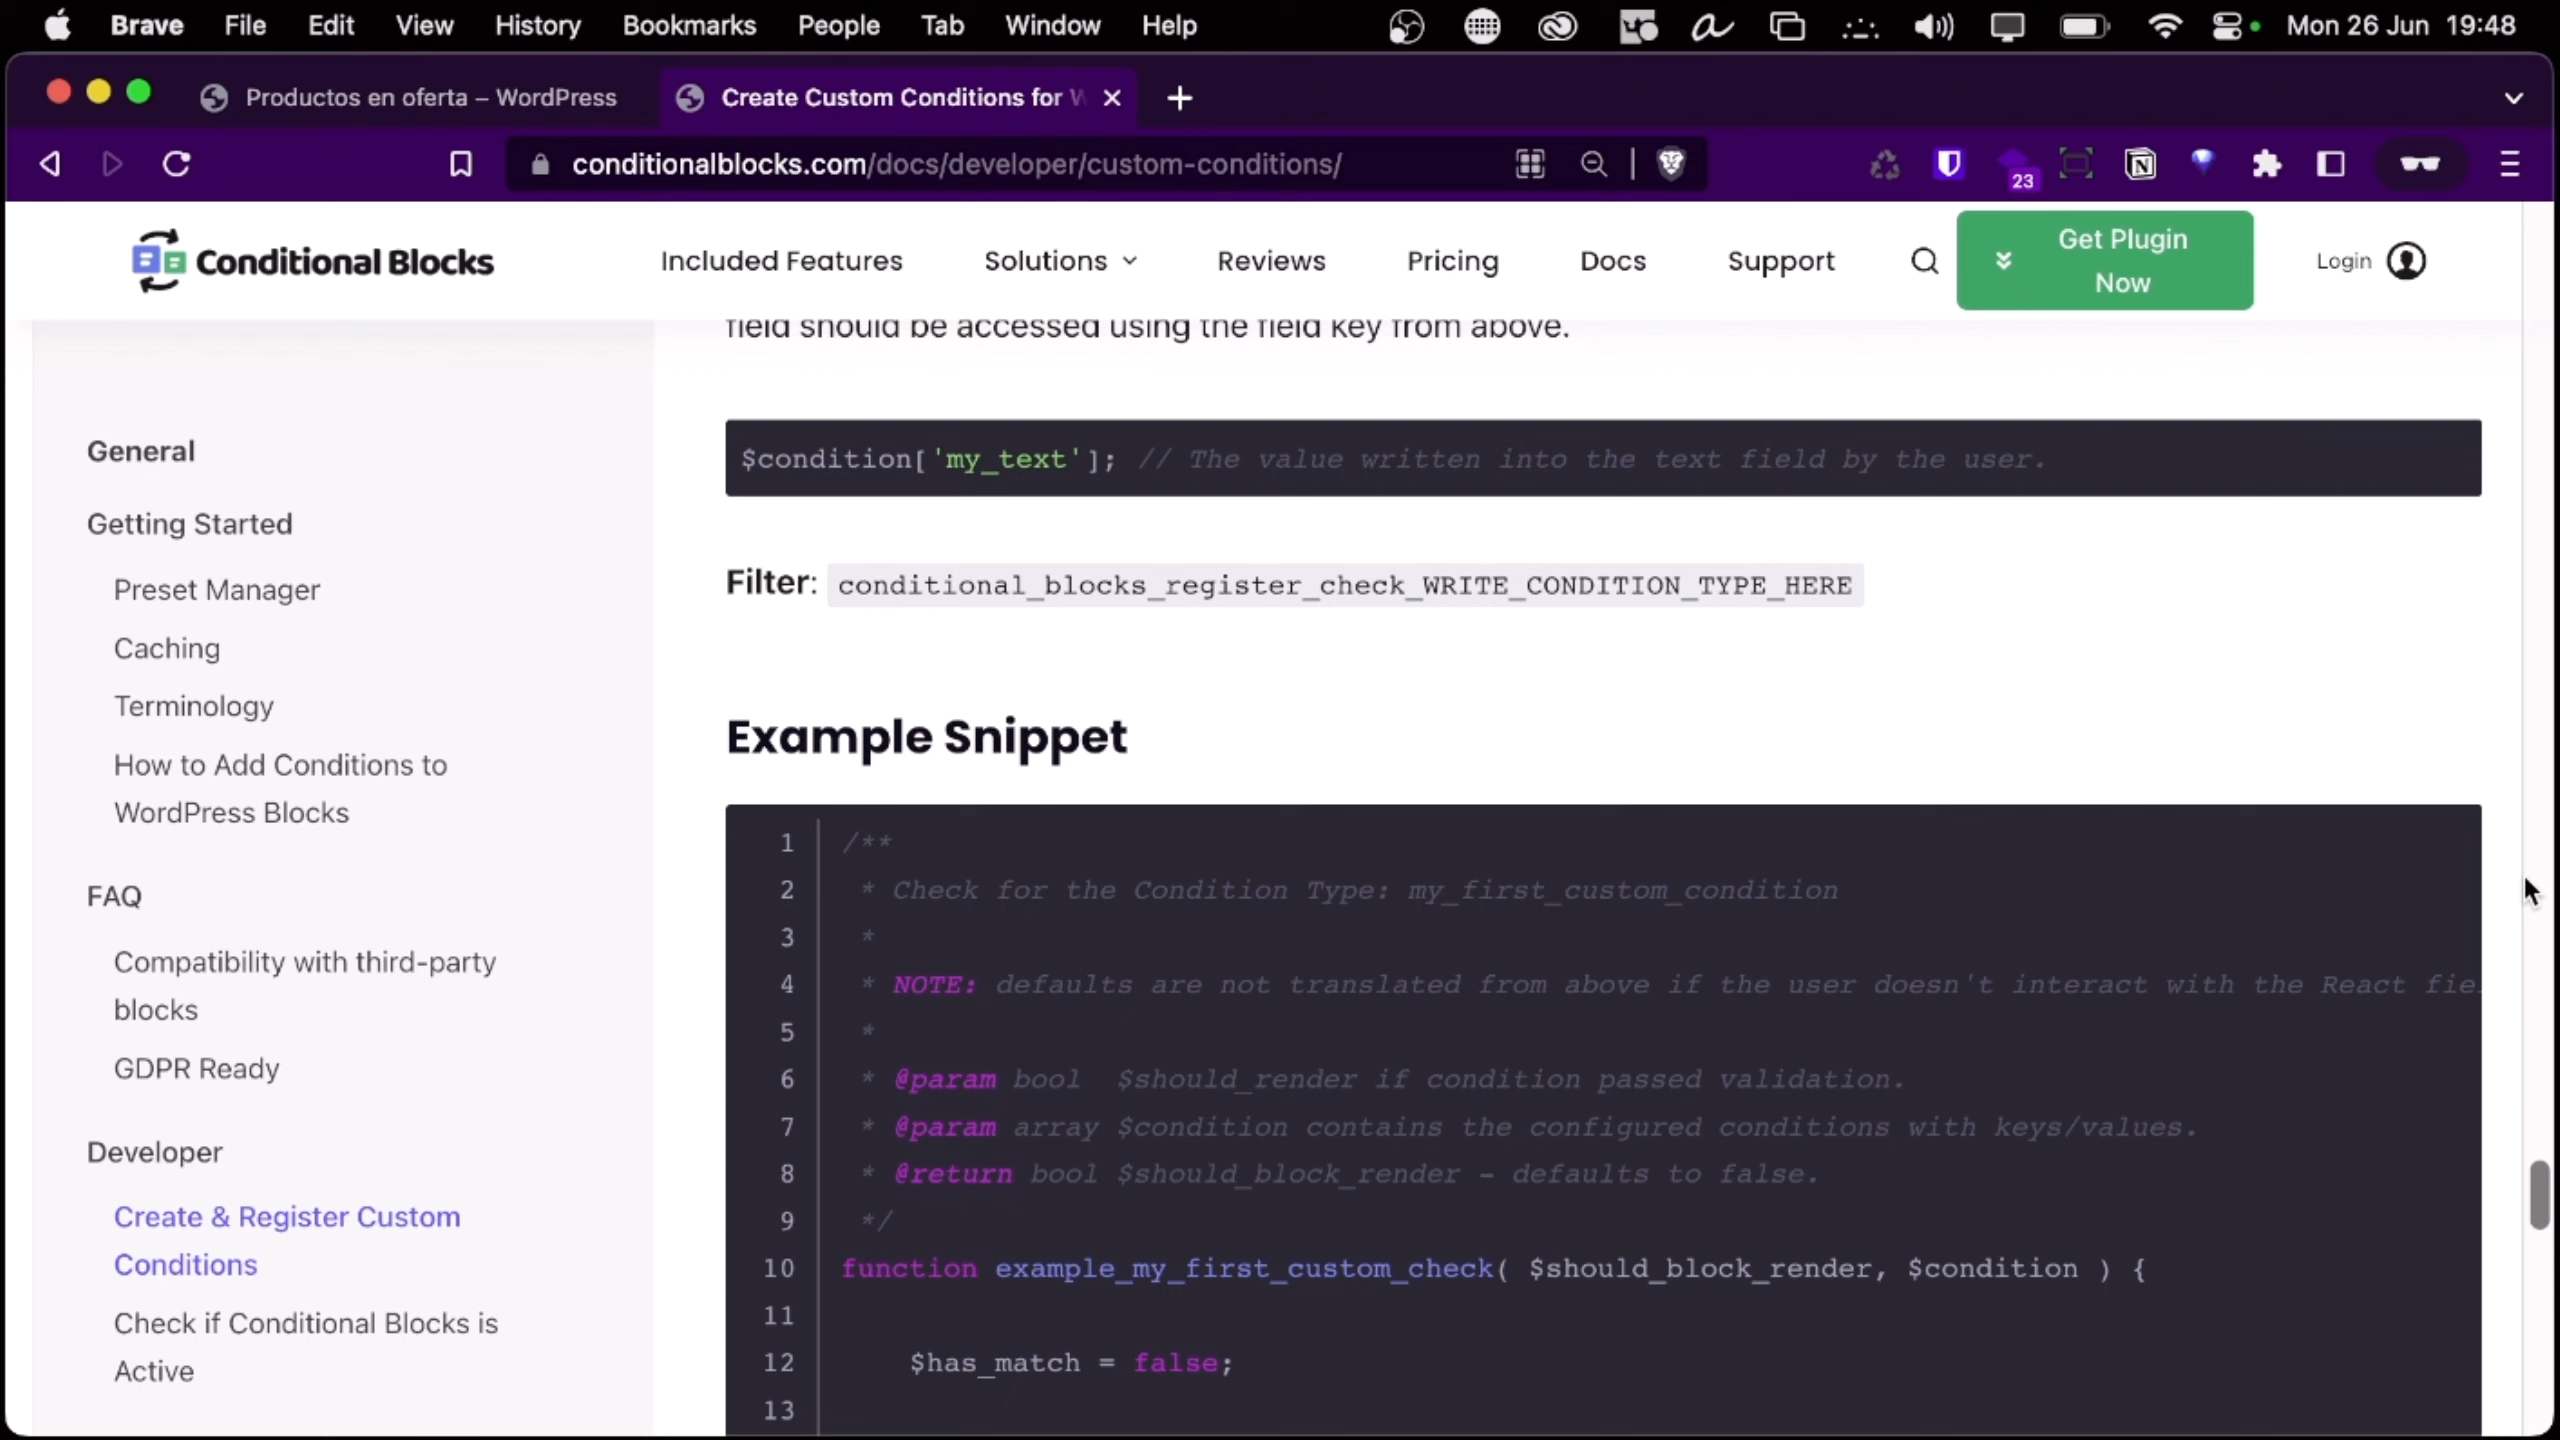 Brave File Edit View History Bookmarks People Tab Window Help Mon 26 Jun 19:48
Productos en oferta – WordPress Create Custom Conditions for W
conditionalblocks.com/docs/developer/custom-conditions/ 23
Conditional Blocks Included Features Solutions Reviews Pricing Docs Support Get Plugin Now Login
General
Getting Started
Preset Manager
Caching
Terminology
How to Add Conditions to
WordPress Blocks
FAQ
Compatibility with third-party
blocks
GDPR Ready
Developer
Create & Register Custom
Conditions
Check if Conditional Blocks is
Active
field should be accessed using the field key from above.
$condition['my_text']; // The value written into the text field by the user.
Filter: conditional_blocks_register_check_WRITE_CONDITION_TYPE_HERE
Example Snippet
1 /**
2 * Check for the Condition Type: my_first_custom_condition
3 *
4 * NOTE: defaults are not translated from above if the user doesn't interact with the React fie
5 *
6 * @param bool $should_render if condition passed validation.
7 * @param array $condition contains the configured conditions with keys/values.
8 * @return bool $should_block_render - defaults to false.
9 */
10 function example_my_first_custom_check( $should_block_render, $condition ) {
11
12 $has_match = false;
13